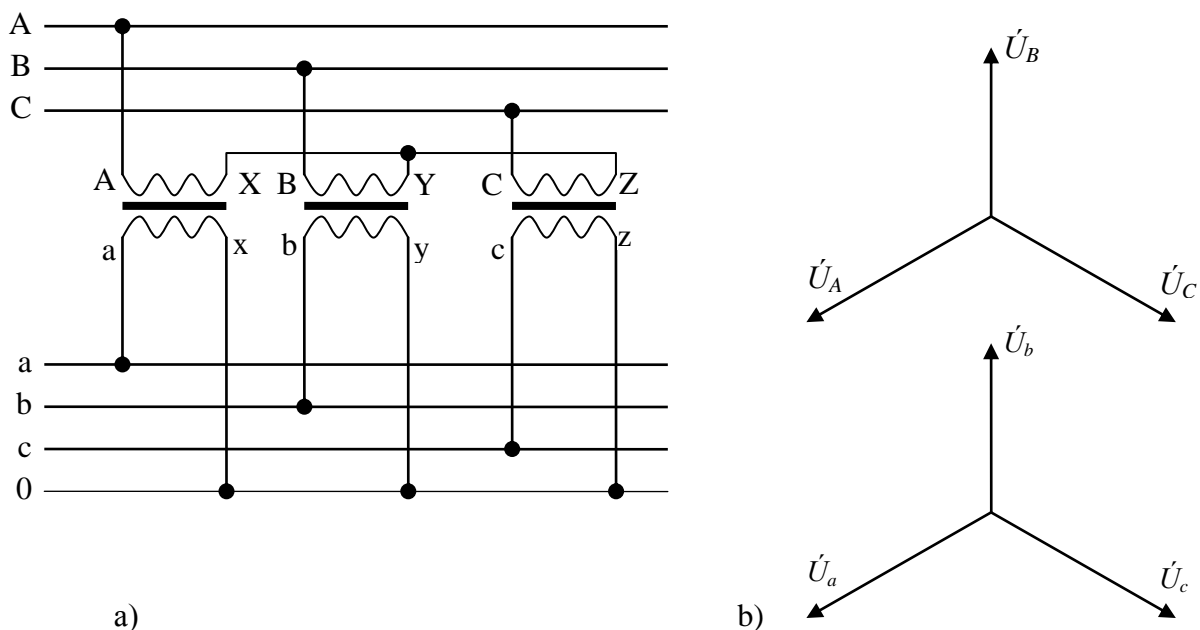 A
B
C
A X B Y C Z
a x b y c z
a
b
c
0
a)
Ú_B
Ú_A Ú_C
Ú_b
Ú_a Ú_c
b)